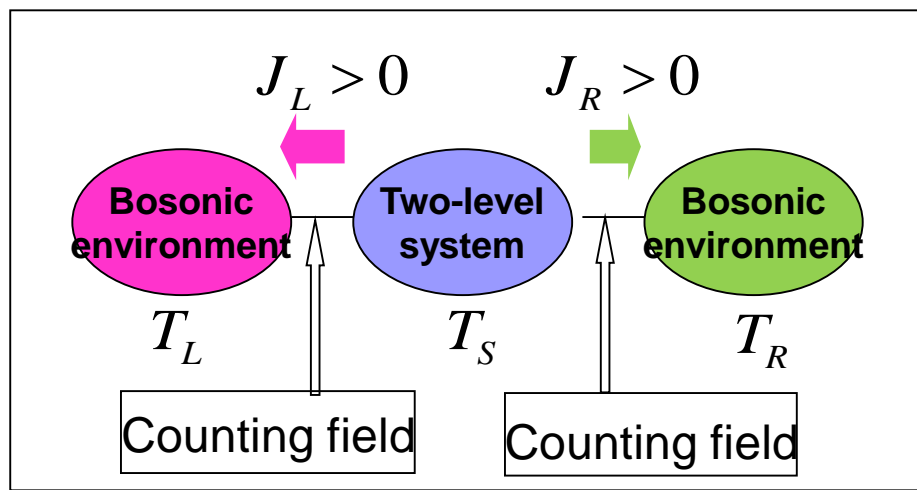 J_L > 0
J_R > 0
Bosonic
environment
Two-level
system
Bosonic
environment
T_L
T_S
T_R
Counting field
Counting field